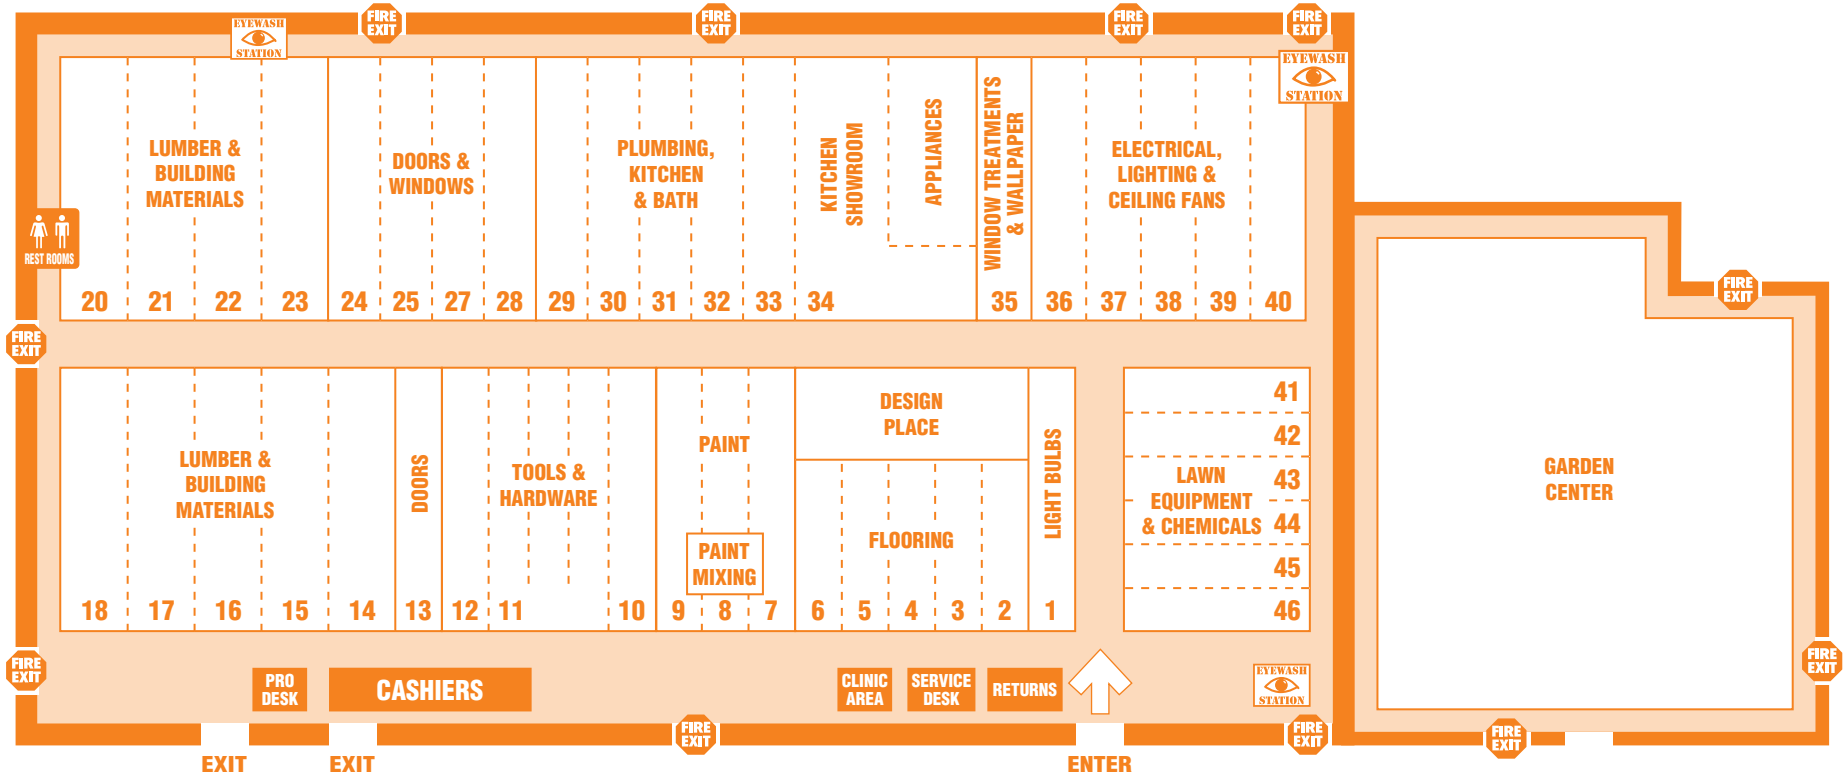 FIRE
EXIT
FIRE
EXIT
FIRE
EXIT
FIRE
EXIT
EYEWASH
STATION
EYEWASH
STATION
LUMBER &
BUILDING
MATERIALS
DOORS &
WINDOWS
PLUMBING,
KITCHEN
& BATH
KITCHEN
SHOWROOM
APPLIANCES
WINDOW TREATMENTS
& WALLPAPER
ELECTRICAL,
LIGHTING &
CEILING FANS
REST ROOMS
20 21 22 23 24 25 27 28 29 30 31 32 33 34 35 36 37 38 39 40
FIRE
EXIT
FIRE
EXIT
LUMBER &
BUILDING
MATERIALS
DOORS
TOOLS &
HARDWARE
PAINT
PAINT
MIXING
DESIGN
PLACE
FLOORING
LIGHT BULBS
41
42
43
44
45
46
LAWN
EQUIPMENT
& CHEMICALS
GARDEN
CENTER
18 17 16 15 14 13 12 11 10 9 8 7 6 5 4 3 2 1
FIRE
EXIT
FIRE
EXIT
PRO
DESK
CASHIERS
CLINIC
AREA
SERVICE
DESK
RETURNS
EYEWASH
STATION
FIRE
EXIT
FIRE
EXIT
FIRE
EXIT
EXIT
EXIT
ENTER